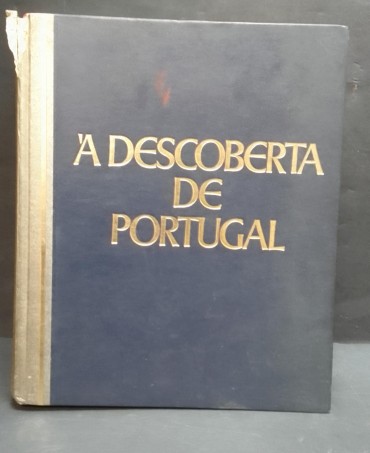 À DESCOBERTA
DE
PORTUGAL